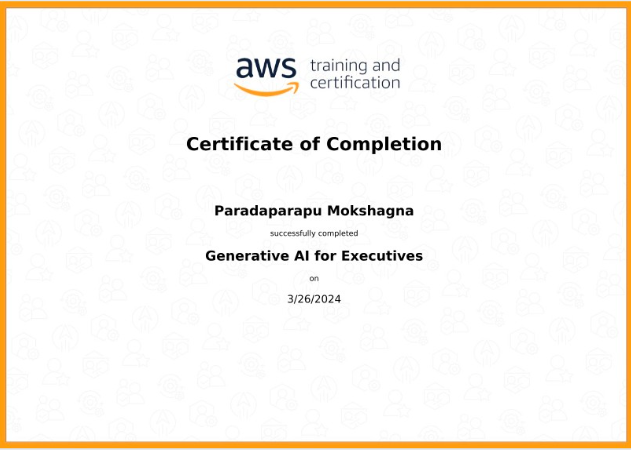 aws training and
certification
Certificate of Completion
Paradaparapu Mokshagna
successfully completed
Generative AI for Executives
on
3/26/2024